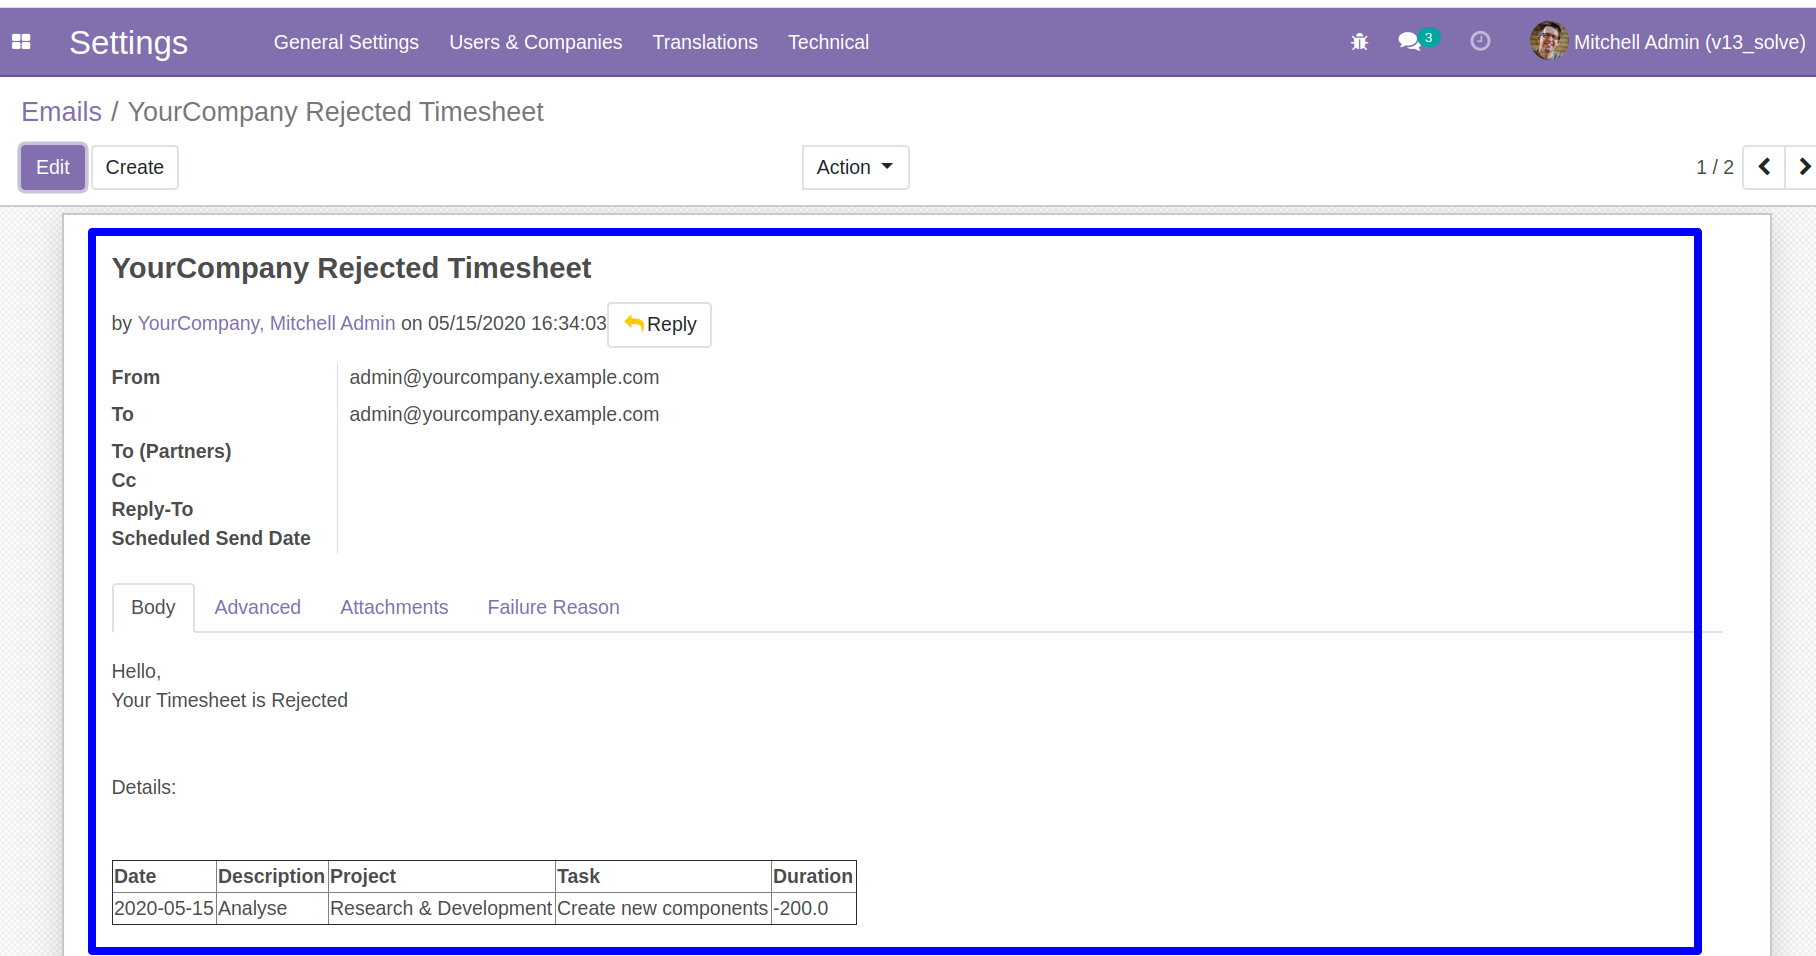 Settings General Settings Users & Companies Translations Technical 3 Mitchell Admin (v13_solve)
Emails / YourCompany Rejected Timesheet
Edit Create Action 1 / 2
YourCompany Rejected Timesheet
by YourCompany, Mitchell Admin on 05/15/2020 16:34:03 Reply
From admin@yourcompany.example.com
To admin@yourcompany.example.com
To (Partners)
Cc
Reply-To
Scheduled Send Date
Body Advanced Attachments Failure Reason
Hello,
Your Timesheet is Rejected
Details:
Date Description Project Task Duration
2020-05-15 Analyse Research & Development Create new components -200.0